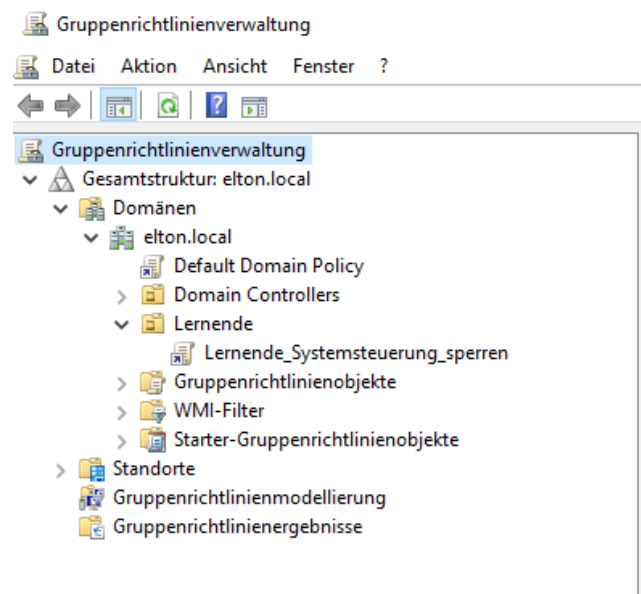 Gruppenrichtlinienverwaltung
Datei Aktion Ansicht Fenster ?
Gruppenrichtlinienverwaltung
Gesamtstruktur: elton.local
Domänen
elton.local
Default Domain Policy
Domain Controllers
Lernende
Lernende_Systemsteuerung_sperren
Gruppenrichtlinienobjekte
WMI-Filter
Starter-Gruppenrichtlinienobjekte
Standorte
Gruppenrichtlinienmodellierung
Gruppenrichtlinienergebnisse